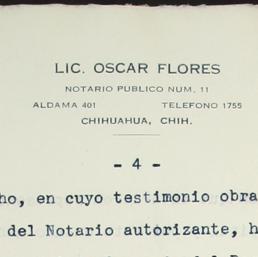 LIC. OSCAR FLORES
NOTARIO PUBLICO NUM. 11
ALDAMA 401 TELEFONO 1755
CHIHUAHUA, CHIH.
- 4 -
ho, en cuyo testimonio obra
del Notario autorizante, h